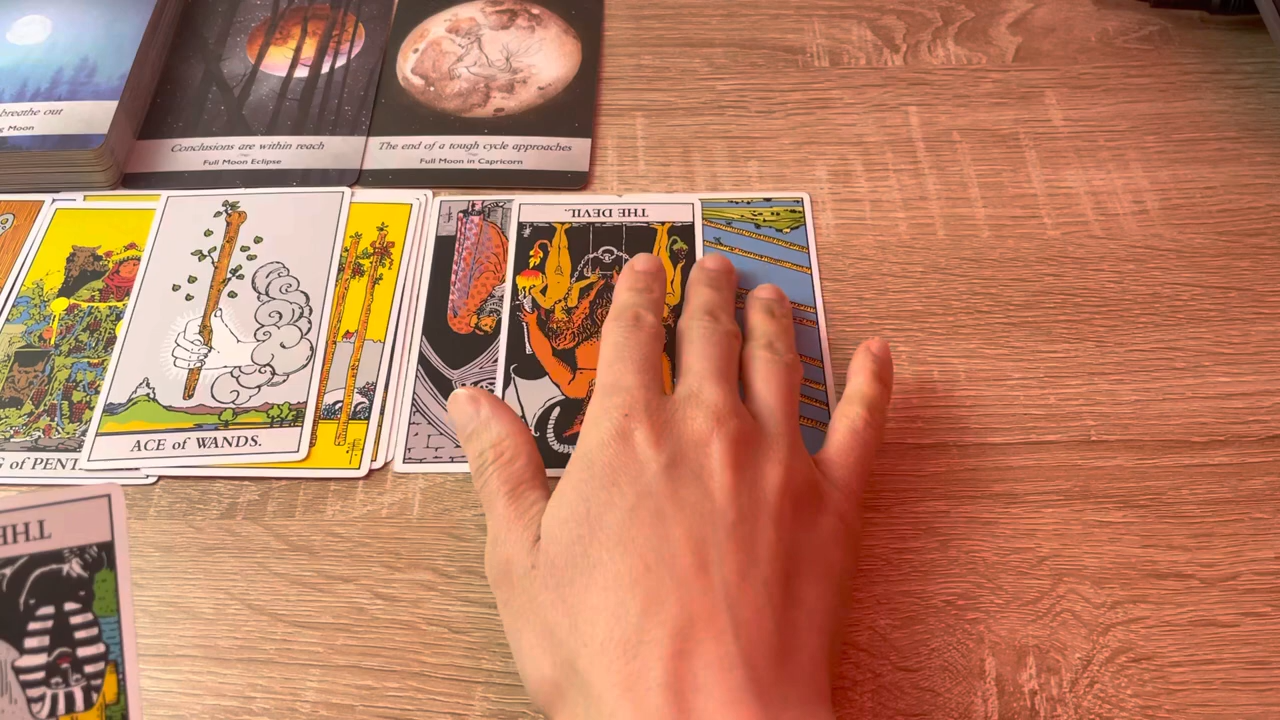 breathe out
g Moon
Conclusions are within reach
Full Moon Eclipse
The end of a tough cycle approaches
Full Moon in Capricorn
THE DEVIL.
ACE of WANDS.
G of PENT
THE